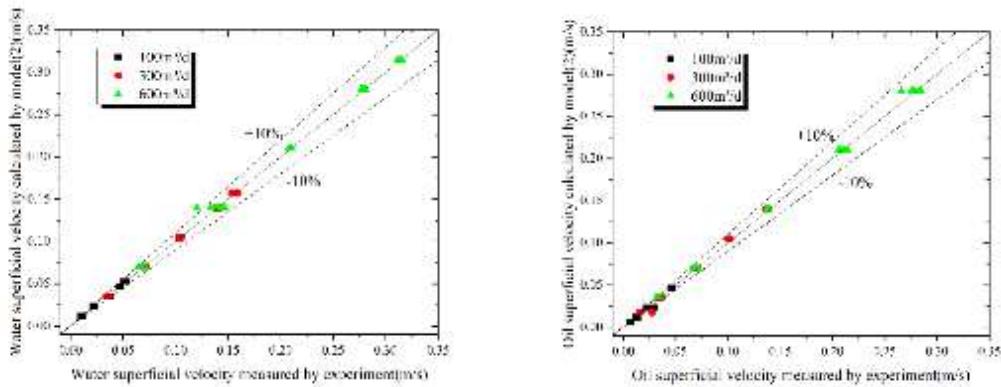 Water superficial velocity calculated by model(2)(m/s)
0.35
0.30
0.25
0.20
0.15
0.10
0.05
0.00
100m³/d
300m³/d
600m³/d
+10%
-10%
0.00 0.05 0.10 0.15 0.20 0.25 0.30 0.35
Water superficial velocity measured by experiment(m/s)
Oil superficial velocity calculated by model(2)(m/s)
0.35
0.30
0.25
0.20
0.15
0.10
0.05
0.00
100m³/d
300m³/d
600m³/d
+10%
-10%
0.00 0.05 0.10 0.15 0.20 0.25 0.30 0.35
Oil superficial velocity measured by experiment(m/s)